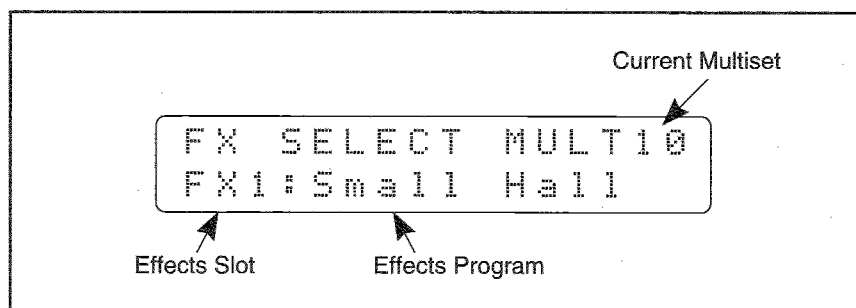 Current Multiset
FX SELECT MULT10
FX1:Small Hall
Effects Slot
Effects Program